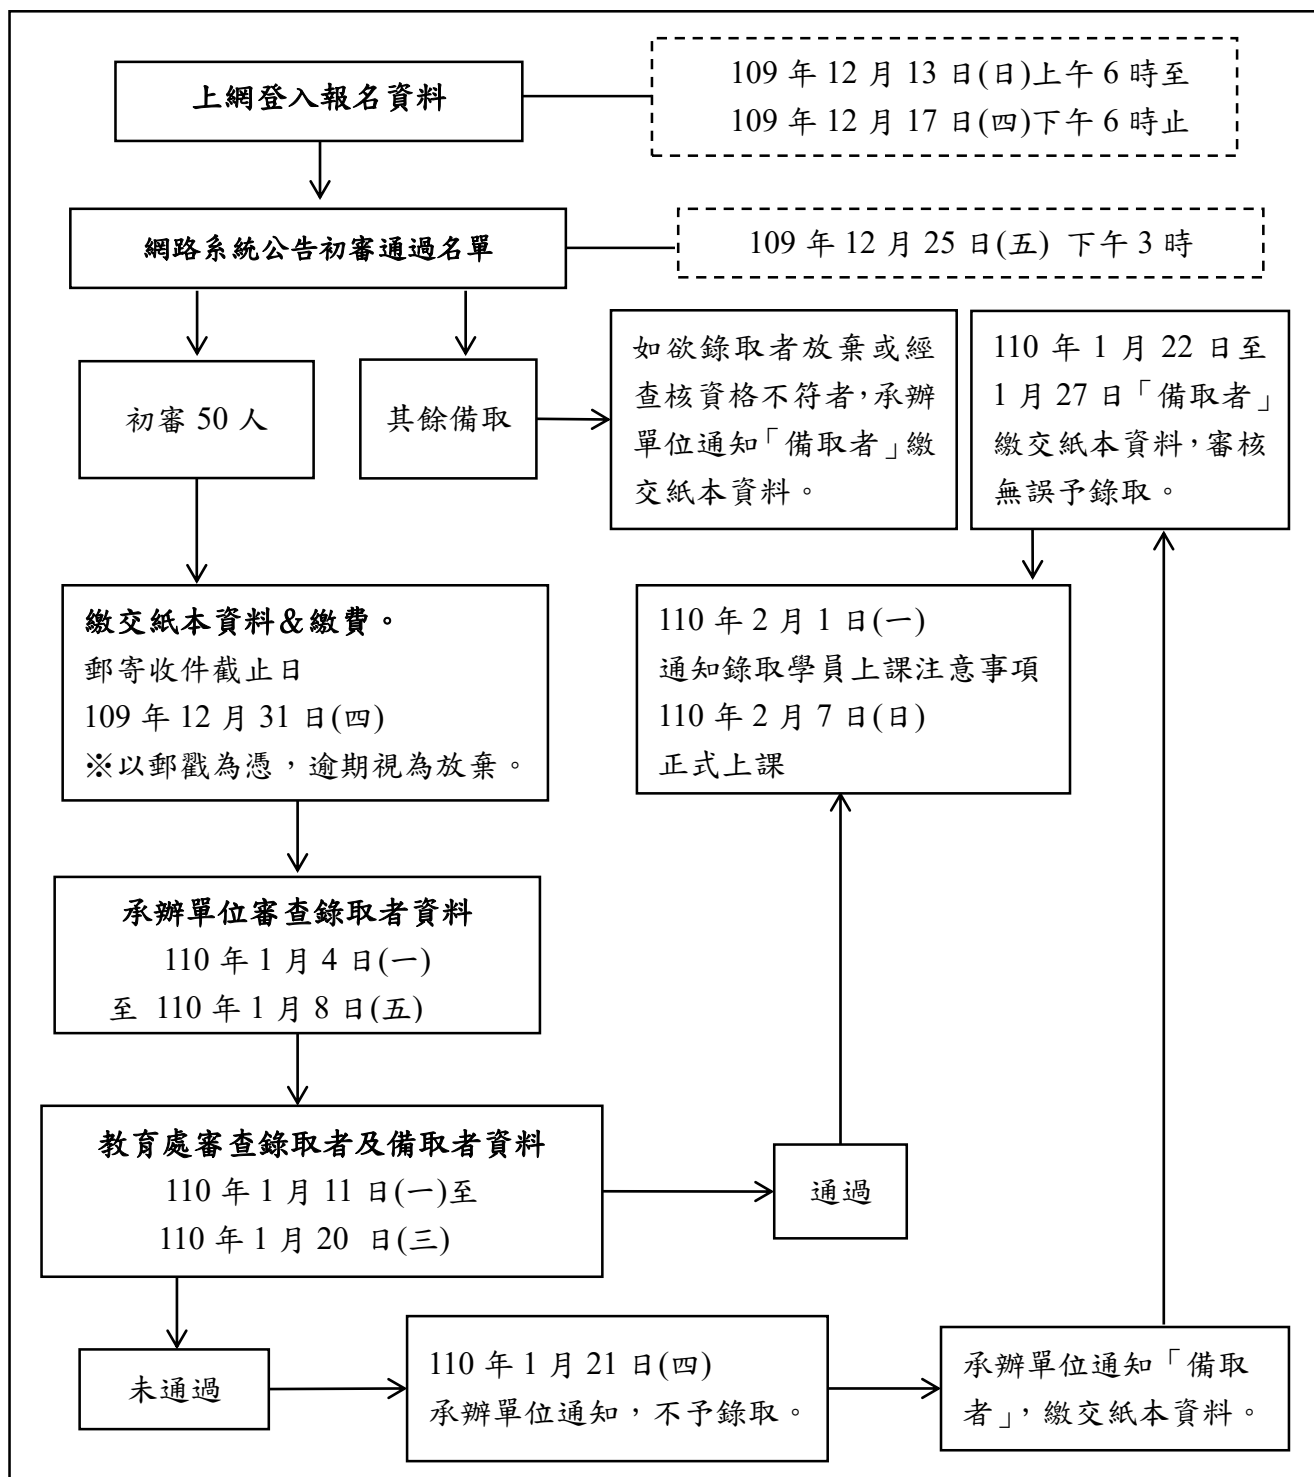 上網登入報名資料
109 年 12 月 13 日(日)上午 6 時至
109 年 12 月 17 日(四)下午 6 時止
網路系統公告初審通過名單
109 年 12 月 25 日(五) 下午 3 時
初審 50 人
其餘備取
如欲錄取者放棄或經
查核資格不符者,承辦
單位通知「備取者」繳
交紙本資料。
110 年 1 月 22 日至
1 月 27 日「備取者」
繳交紙本資料,審核
無誤予錄取。
繳交紙本資料&繳費。
郵寄收件截止日
109 年 12 月 31 日(四)
※以郵戳為憑,逾期視為放棄。
110 年 2 月 1 日(一)
通知錄取學員上課注意事項
110 年 2 月 7 日(日)
正式上課
承辦單位審查錄取者資料
110 年 1 月 4 日(一)
至 110 年 1 月 8 日(五)
教育處審查錄取者及備取者資料
110 年 1 月 11 日(一)至
110 年 1 月 20 日(三)
通過
未通過
110 年 1 月 21 日(四)
承辦單位通知,不予錄取。
承辦單位通知「備取
者」,繳交紙本資料。